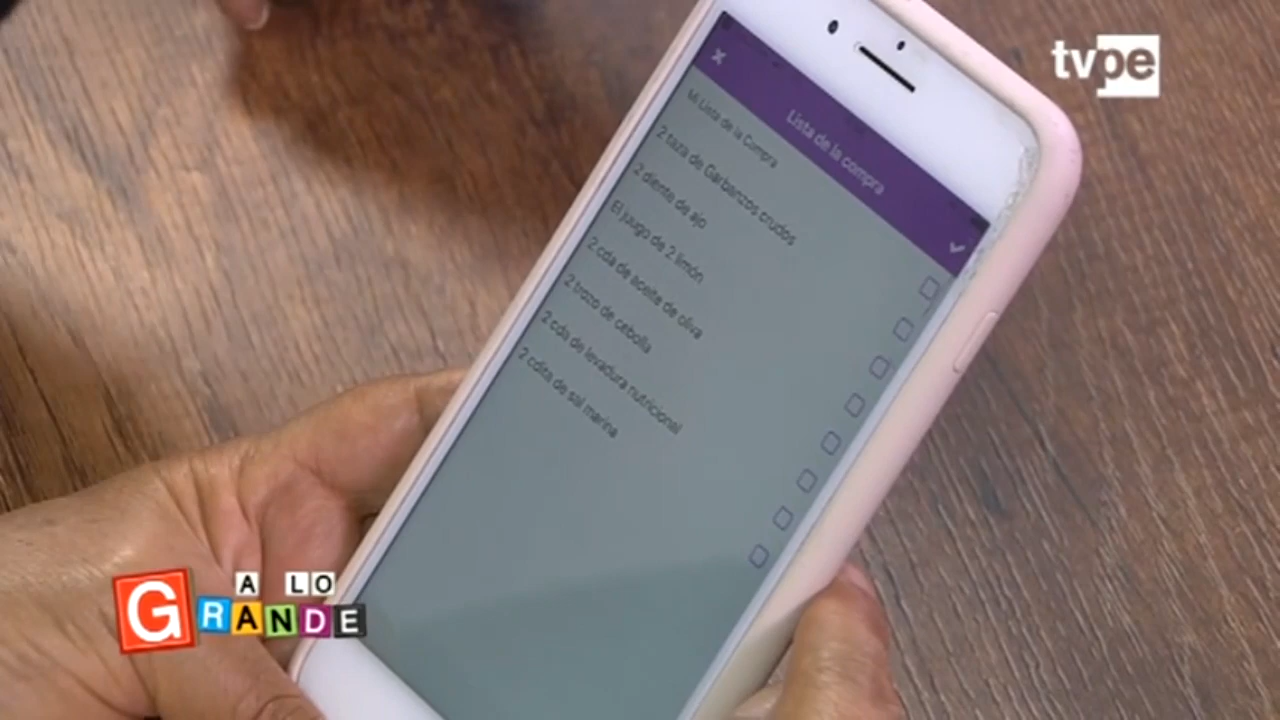 tvpe
Lista de la compra
Mi Lista de la Compra
2 taza de Garbanzos crudos
2 diente de ajo
El juugo de 2 limón
2 cda de aceite de oliva
2 trozo de cebolla
2 cda de levadura nutricional
2 cdita de sal marina
A LO
GRANDE